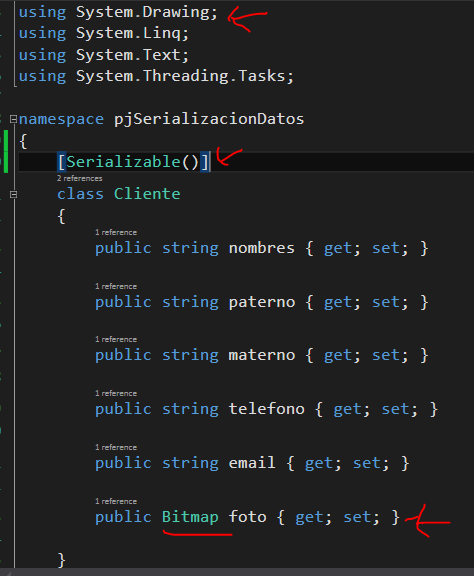 using System.Drawing;
using System.Linq;
using System.Text;
using System.Threading.Tasks;
namespace pjSerializacionDatos
{
[Serializable()]
2 references
class Cliente
{
1 reference
public string nombres { get; set; }
1 reference
public string paterno { get; set; }
1 reference
public string materno { get; set; }
1 reference
public string telefono { get; set; }
1 reference
public string email { get; set; }
1 reference
public Bitmap foto { get; set; }
}